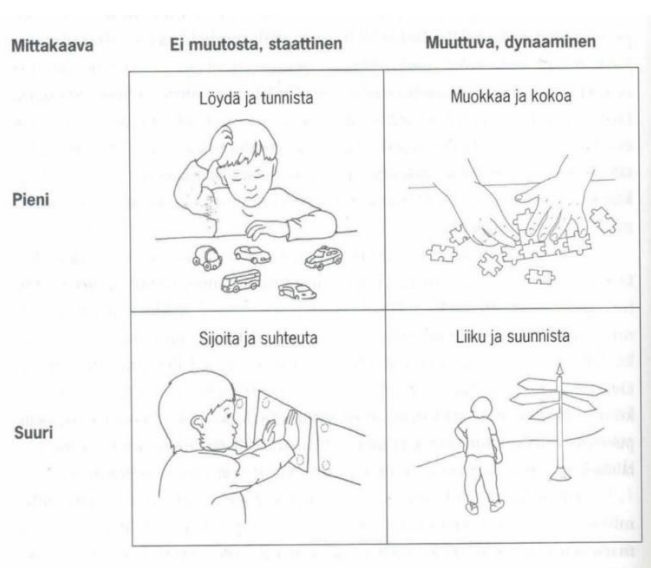 Mittakaava Ei muutosta, staattinen Muuttuva, dynaaminen
Löydä ja tunnista Muokkaa ja kokoa
Pieni
Sijoita ja suhteuta Liiku ja suunnista
Suuri